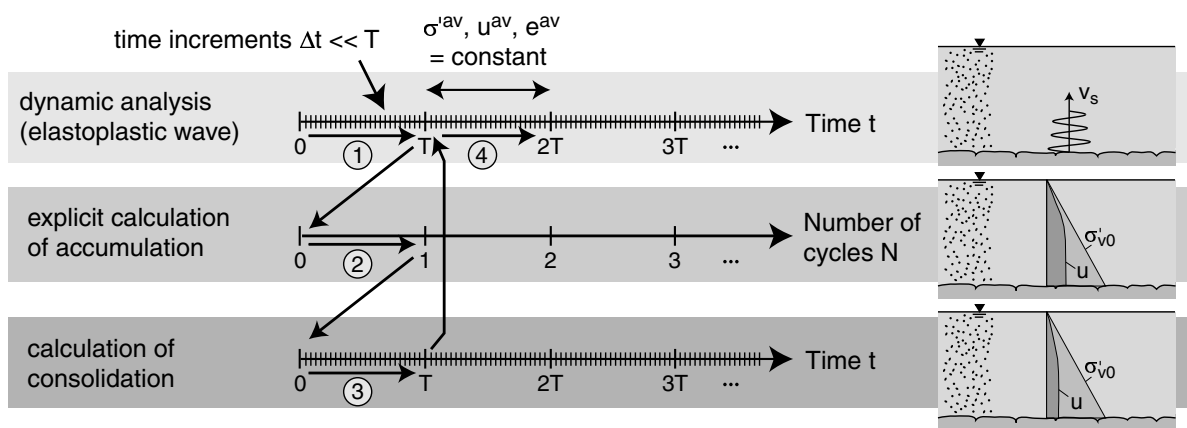 time increments Δt << T
σ'ᵃᵛ, uᵃᵛ, eᵃᵛ
= constant
dynamic analysis
(elastoplastic wave)
0 T 2T 3T ...
1 4
Time t
vₛ
explicit calculation
of accumulation
0 1 2 3 ...
2
Number of
cycles N
σ'ᵥ₀
u
calculation of
consolidation
0 T 2T 3T ...
3
Time t
σ'ᵥ₀
u